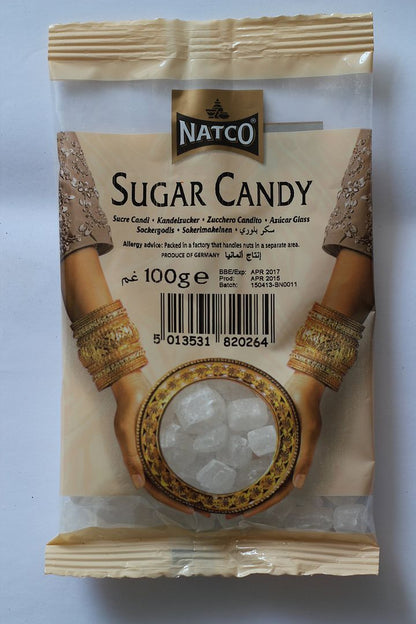 NATCO®
SUGAR CANDY
Sucre Candi • Kandelzucker • Zucchero Candito • Azúcar Glass
Sockergodis • Sokerimakeinen • سكر بلوري
Allergy advice: Packed in a factory that handles nuts in a separate area.
PRODUCE OF GERMANY إنتاج ألمانيا
غم 100g e
BBE/Exp: APR 2017
Prod: APR 2015
Batch: 150413-BN0011
5 013531 820264